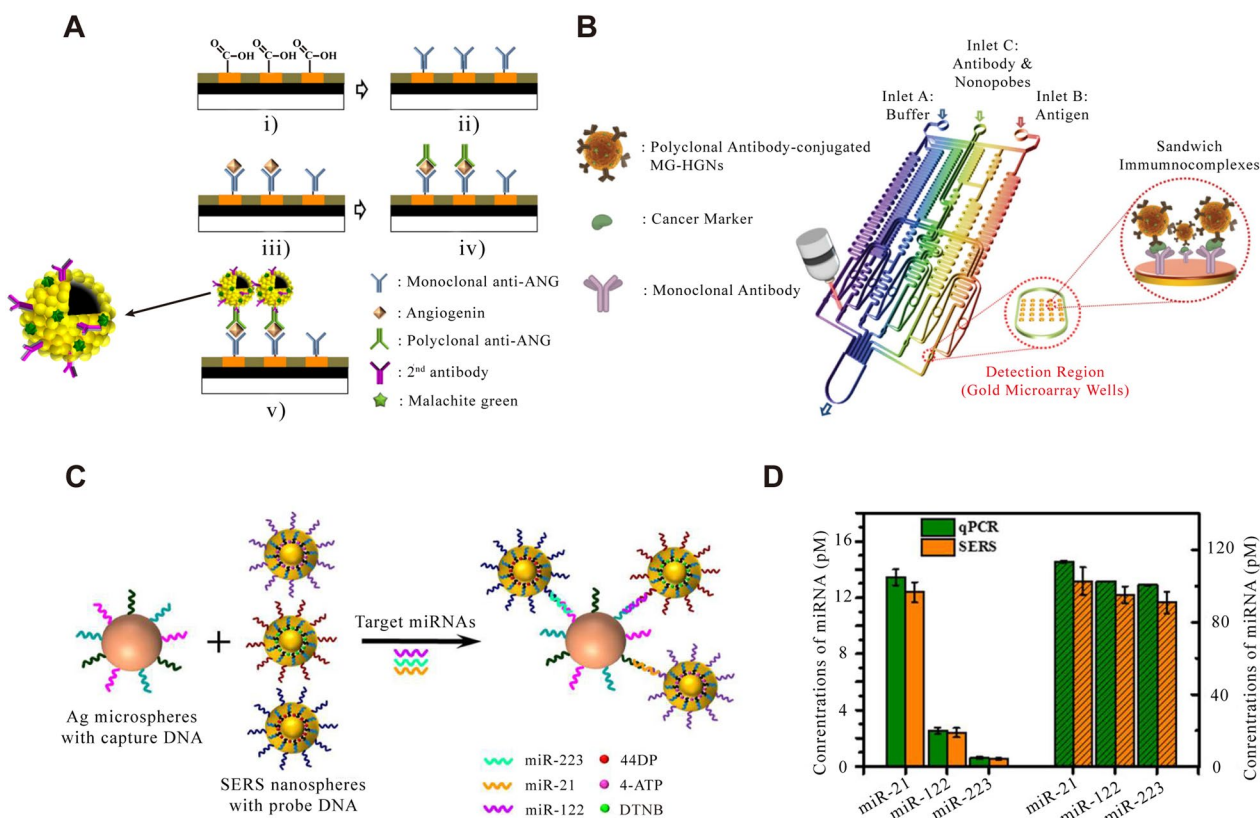 A
O
C
OH
O
C
OH
O
C
OH
i)
ii)
iii)
iv)
v)
: Monoclonal anti-ANG
: Angiogenin
: Polyclonal anti-ANG
: 2nd antibody
: Malachite green
B
: Polyclonal Antibody-conjugated
MG-HGNs
: Cancer Marker
: Monoclonal Antibody
Inlet A:
Buffer
Inlet C:
Antibody &
Nonopobes
Inlet B:
Antigen
Sandwich
Immumnocomplexes
Detection Region
(Gold Microarray Wells)
C
Ag microspheres
with capture DNA
+
SERS nanospheres
with probe DNA
Target miRNAs
miR-223
miR-21
miR-122
44DP
4-ATP
DTNB
D
Conrentrations of miRNA (pM)
16
12
8
4
0
qPCR
SERS
120
80
40
0
Conrentrations of miRNA (pM)
miR-21
miR-122
miR-223
miR-21
miR-122
miR-223